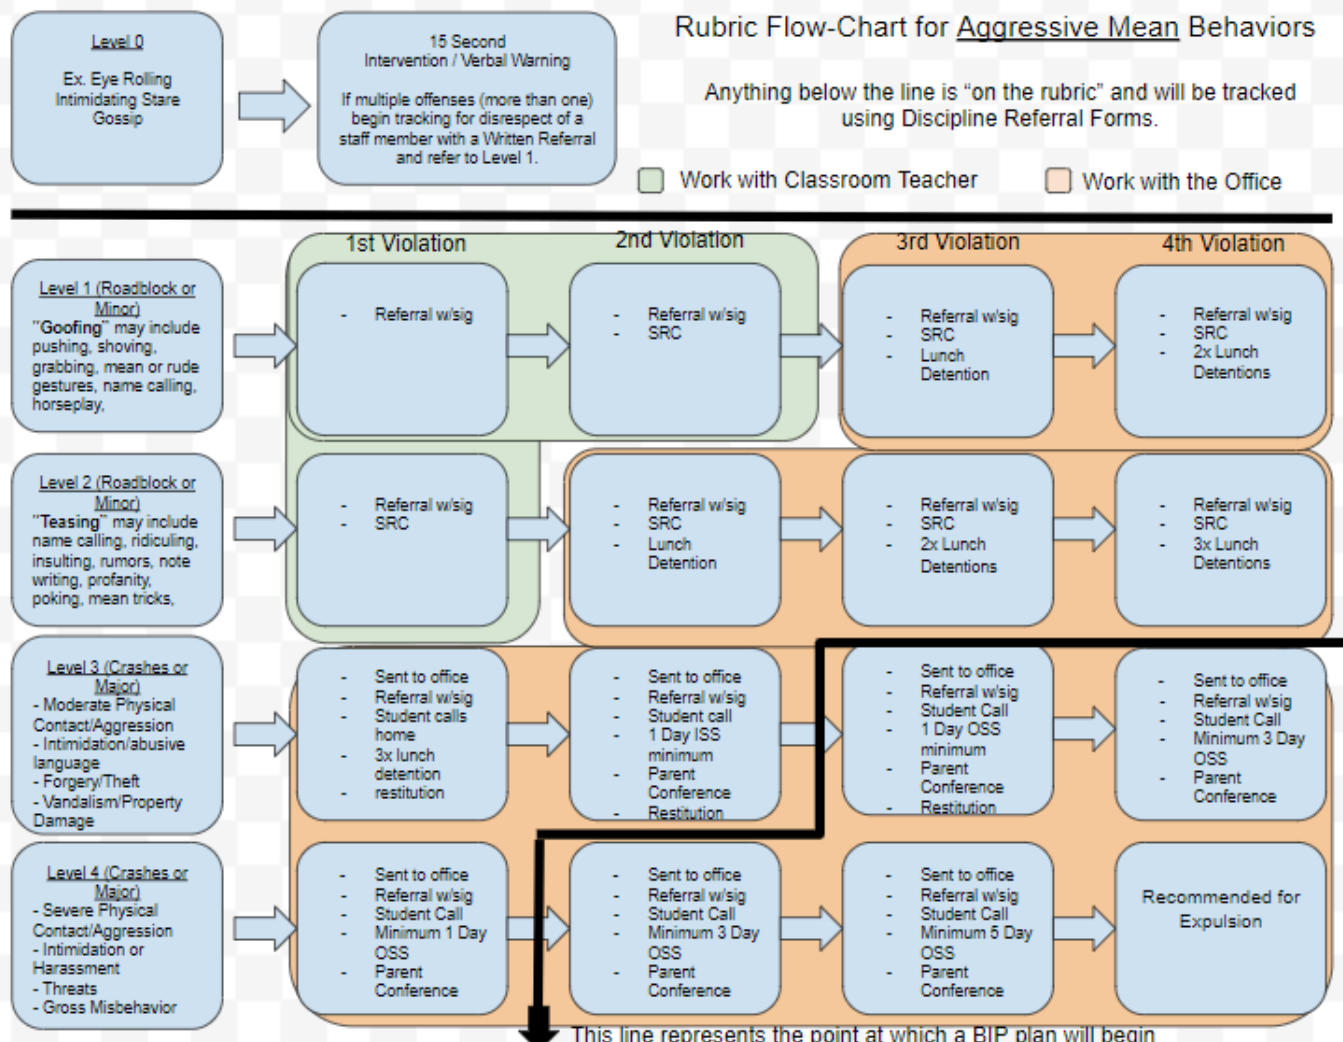 Rubric Flow-Chart for Aggressive Mean Behaviors
Anything below the line is “on the rubric” and will be tracked
using Discipline Referral Forms.
Work with Classroom Teacher
Work with the Office
Level 0
Ex. Eye Rolling
Intimidating Stare
Gossip
15 Second
Intervention / Verbal Warning
If multiple offenses (more than one)
begin tracking for disrespect of a
staff member with a Written Referral
and refer to Level 1.
1st Violation
2nd Violation
3rd Violation
4th Violation
Level 1 (Roadblock or
Minor)
"Goofing" may include
pushing, shoving,
grabbing, mean or rude
gestures, name calling,
horseplay,
- Referral w/sig
- Referral w/sig
- SRC
- Referral w/sig
- SRC
- Lunch
Detention
- Referral w/sig
- SRC
- 2x Lunch
Detentions
Level 2 (Roadblock or
Minor)
"Teasing" may include
name calling, ridiculing,
insulting, rumors, note
writing, profanity,
poking, mean tricks,
- Referral w/sig
- SRC
- Referral w/sig
- SRC
- Lunch
Detention
- Referral w/sig
- SRC
- 2x Lunch
Detentions
- Referral w/sig
- SRC
- 3x Lunch
Detentions
Level 3 (Crashes or
Major)
- Moderate Physical
Contact/Aggression
- Intimidation/abusive
language
- Forgery/Theft
- Vandalism/Property
Damage
- Sent to office
- Referral w/sig
- Student calls
home
- 3x lunch
detention
- restitution
- Sent to office
- Referral w/sig
- Student call
- 1 Day ISS
minimum
- Parent
Conference
- Restitution
- Sent to office
- Referral w/sig
- Student Call
- 1 Day OSS
minimum
- Parent
Conference
- Restitution
- Sent to office
- Referral w/sig
- Student Call
- Minimum 3 Day
OSS
- Parent
Conference
Level 4 (Crashes or
Major)
- Severe Physical
Contact/Aggression
- Intimidation or
Harassment
- Threats
- Gross Misbehavior
- Sent to office
- Referral w/sig
- Student Call
- Minimum 1 Day
OSS
- Parent
Conference
- Sent to office
- Referral w/sig
- Student Call
- Minimum 3 Day
OSS
- Parent
Conference
- Sent to office
- Referral w/sig
- Student Call
- Minimum 5 Day
OSS
- Parent
Conference
Recommended for
Expulsion
This line represents the point at which a BIP plan will begin